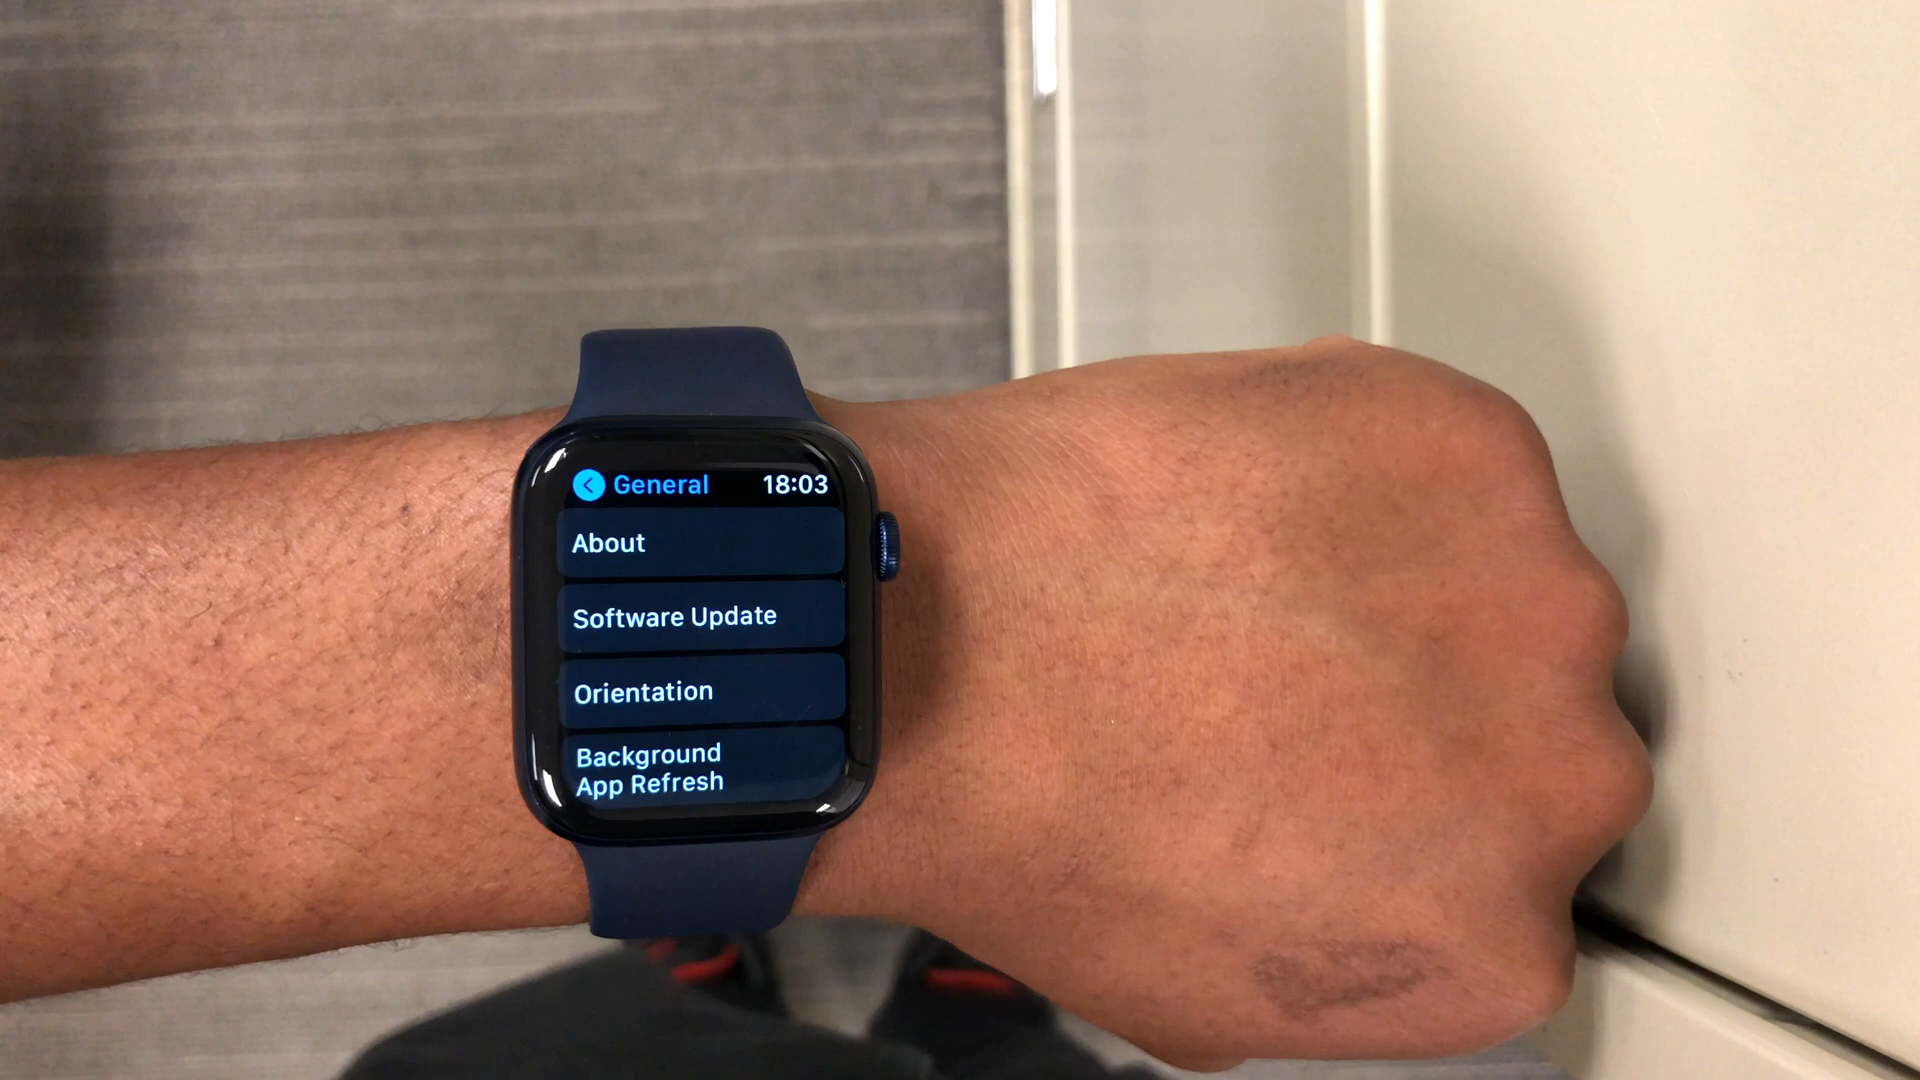 General 18:03
About
Software Update
Orientation
Background
App Refresh